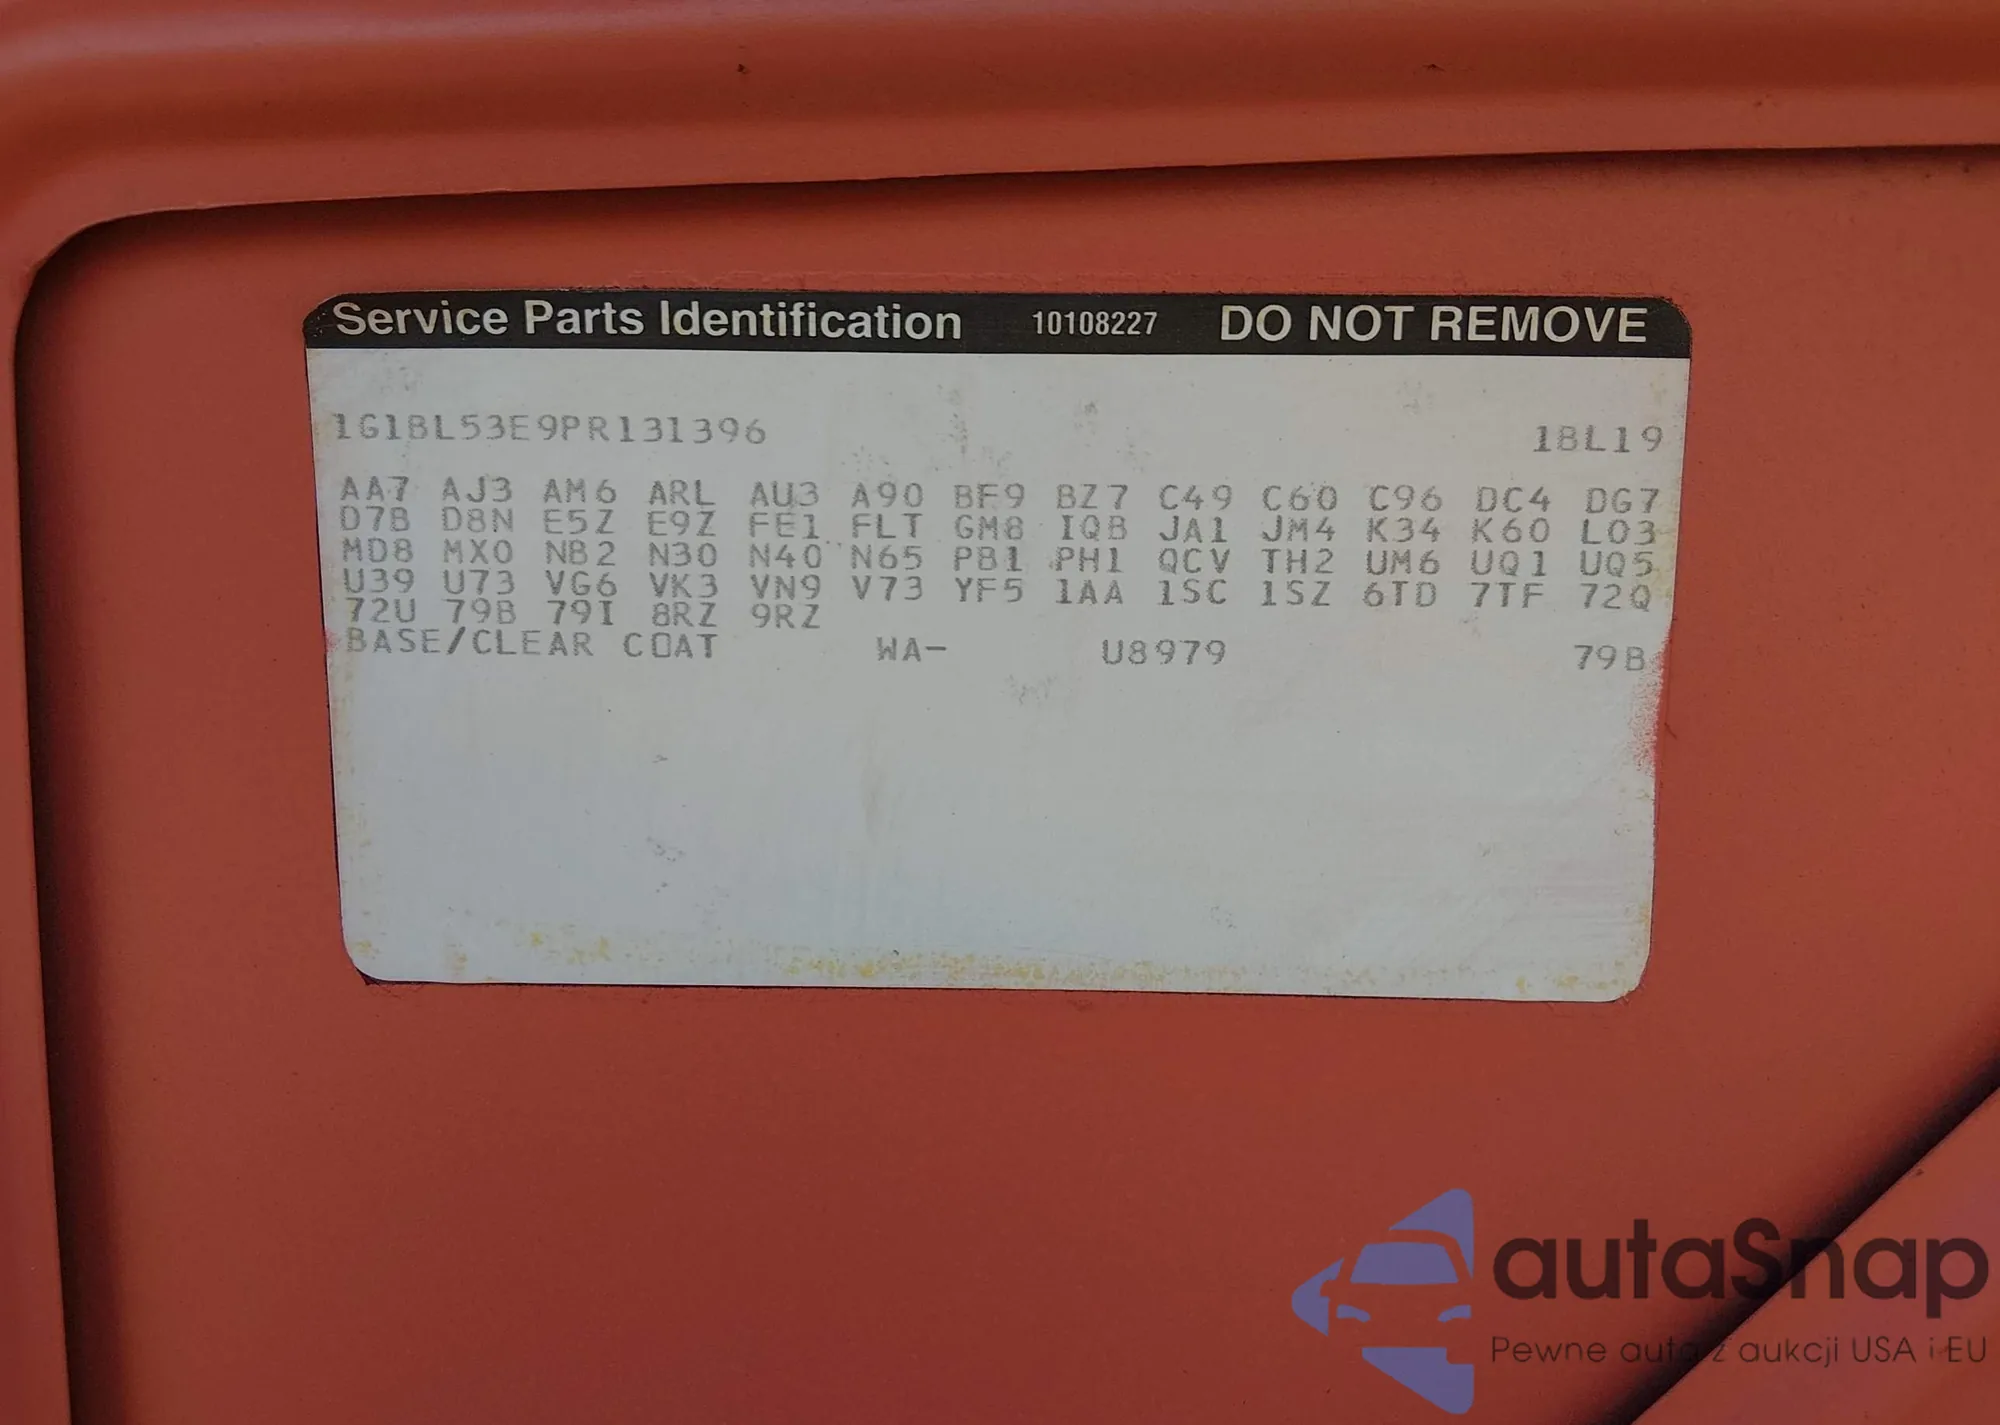 Service Parts Identification 10108227 DO NOT REMOVE
1G1BL53E9PR131396 1BL19
AA7 AJ3 AM6 ARL AU3 A90 BF9 BZ7 C49 C60 C96 DC4 DG7
D7B D8N E5Z E9Z FE1 FLT GM8 IQB JA1 JM4 K34 K60 L03
MD8 MX0 NB2 N30 N40 N65 PB1 PH1 QCV TH2 UM6 UQ1 UQ5
U39 U73 VG6 VK3 VN9 V73 YF5 1AA 1SC 1SZ 6TD 7TF 72Q
72U 79B 79I 8RZ 9RZ
BASE/CLEAR COAT WA- U8979 79B
autaSnap
Pewne auta z aukcji USA i EU